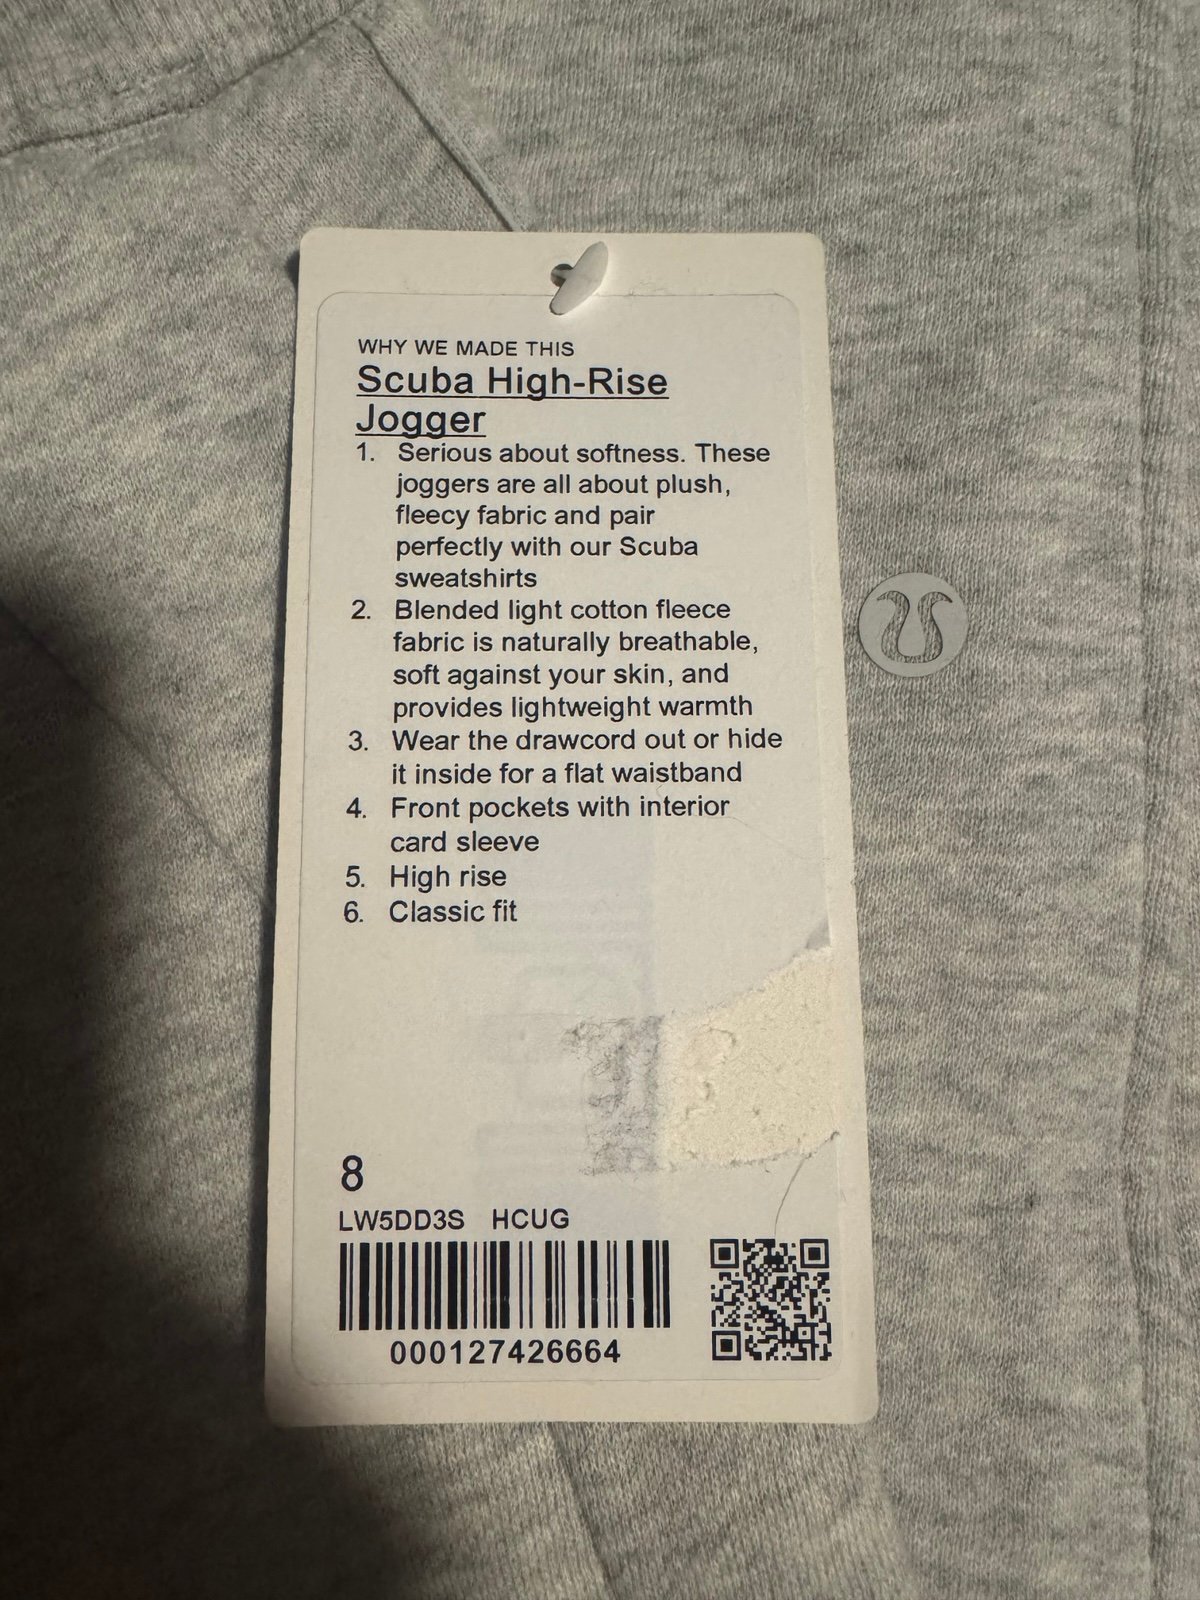 WHY WE MADE THIS
Scuba High-Rise
Jogger
1. Serious about softness. These
joggers are all about plush,
fleecy fabric and pair
perfectly with our Scuba
sweatshirts
2. Blended light cotton fleece
fabric is naturally breathable,
soft against your skin, and
provides lightweight warmth
3. Wear the drawcord out or hide
it inside for a flat waistband
4. Front pockets with interior
card sleeve
5. High rise
6. Classic fit
8
LW5DD3S HCUG
000127426664